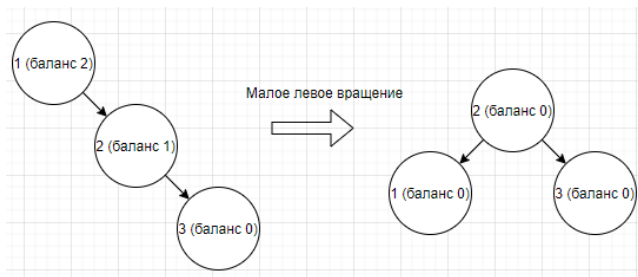 1 (баланс 2)
2 (баланс 1)
3 (баланс 0)
Малое левое вращение
2 (баланс 0)
1 (баланс 0)
3 (баланс 0)